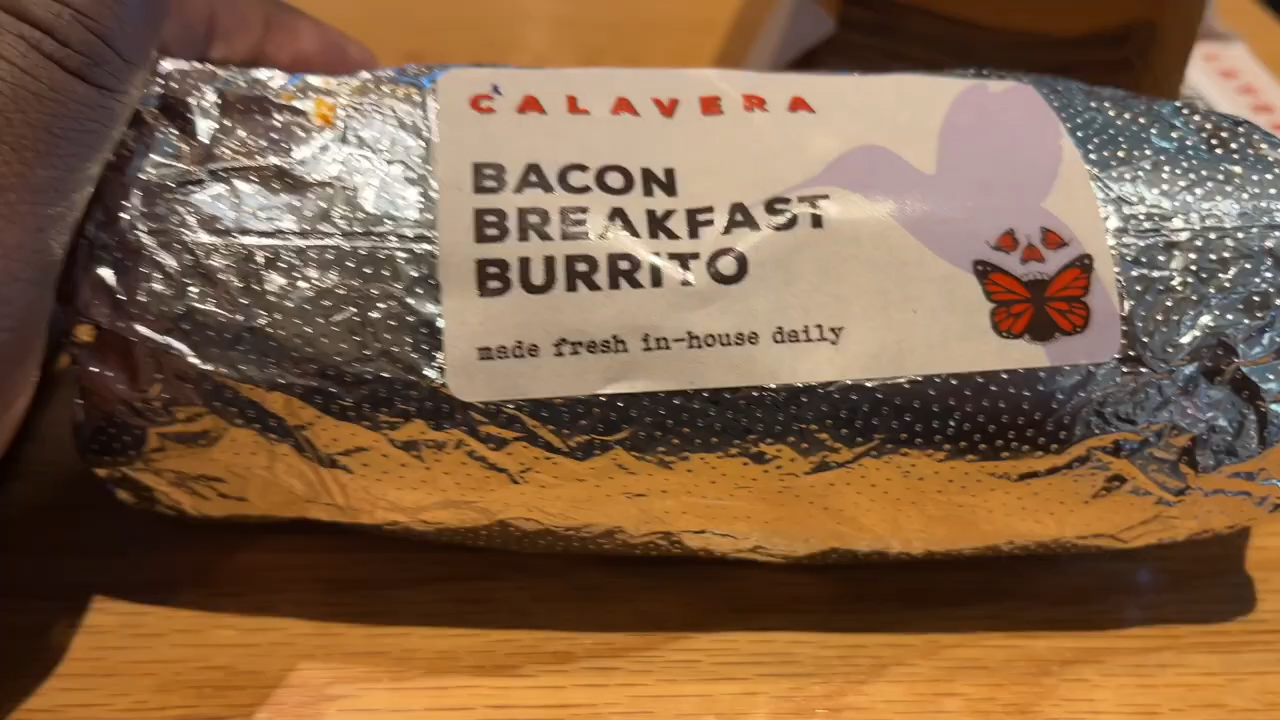 CALAVERA
BACON
BREAKFAST
BURRITO
made fresh in-house daily